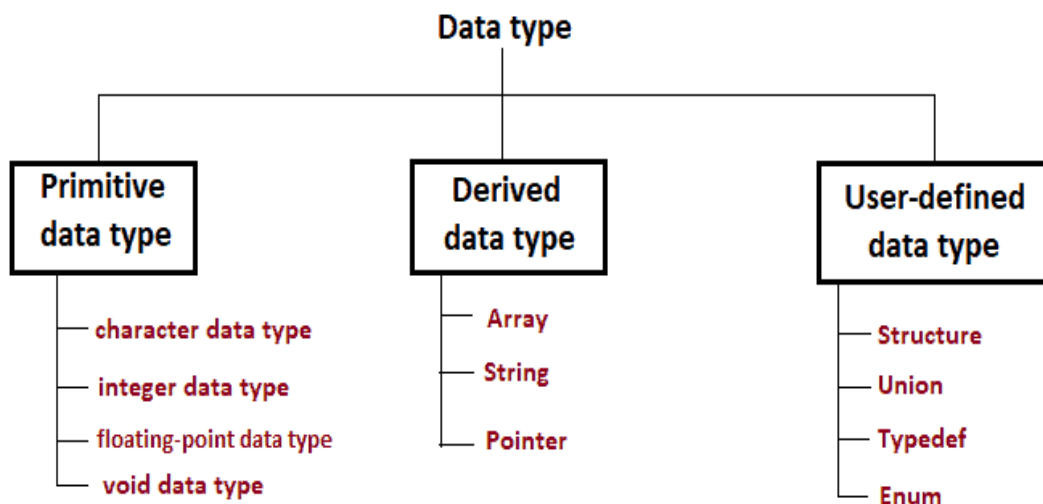 Data type
Primitive
data type
character data type
integer data type
floating-point data type
void data type
Derived
data type
Array
String
Pointer
User-defined
data type
Structure
Union
Typedef
Enum